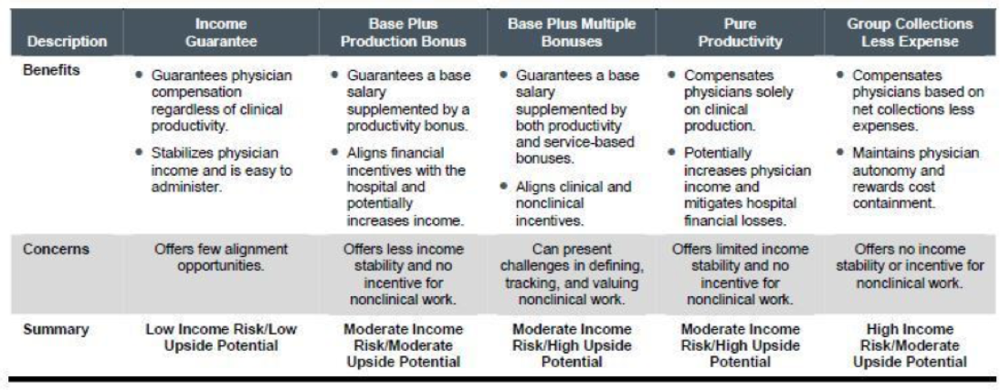 Description
Income
Guarantee
Base Plus
Production Bonus
Base Plus Multiple
Bonuses
Pure
Productivity
Group Collections
Less Expense
Benefits
• Guarantees physician
compensation
regardless of clinical
productivity.
• Stabilizes physician
income and is easy to
administer.
• Guarantees a base
salary
supplemented by a
productivity bonus.
• Aligns financial
incentives with the
hospital and
potentially
increases income.
• Guarantees a base
salary
supplemented by
both productivity
and service-based
bonuses.
• Aligns clinical and
nonclinical
incentives.
• Compensates
physicians solely
on clinical
production.
• Potentially
increases physician
income and
mitigates hospital
financial losses.
• Compensates
physicians based on
net collections less
expenses.
• Maintains physician
autonomy and
rewards cost
containment.
Concerns
Offers few alignment
opportunities.
Offers less income
stability and no
incentive for
nonclinical work.
Can present
challenges in defining,
tracking, and valuing
nonclinical work.
Offers limited income
stability and no
incentive for
nonclinical work.
Offers no income
stability or incentive for
nonclinical work.
Summary
Low Income Risk/Low
Upside Potential
Moderate Income
Risk/Moderate
Upside Potential
Moderate Income
Risk/High Upside
Potential
Moderate Income
Risk/High Upside
Potential
High Income
Risk/Moderate
Upside Potential